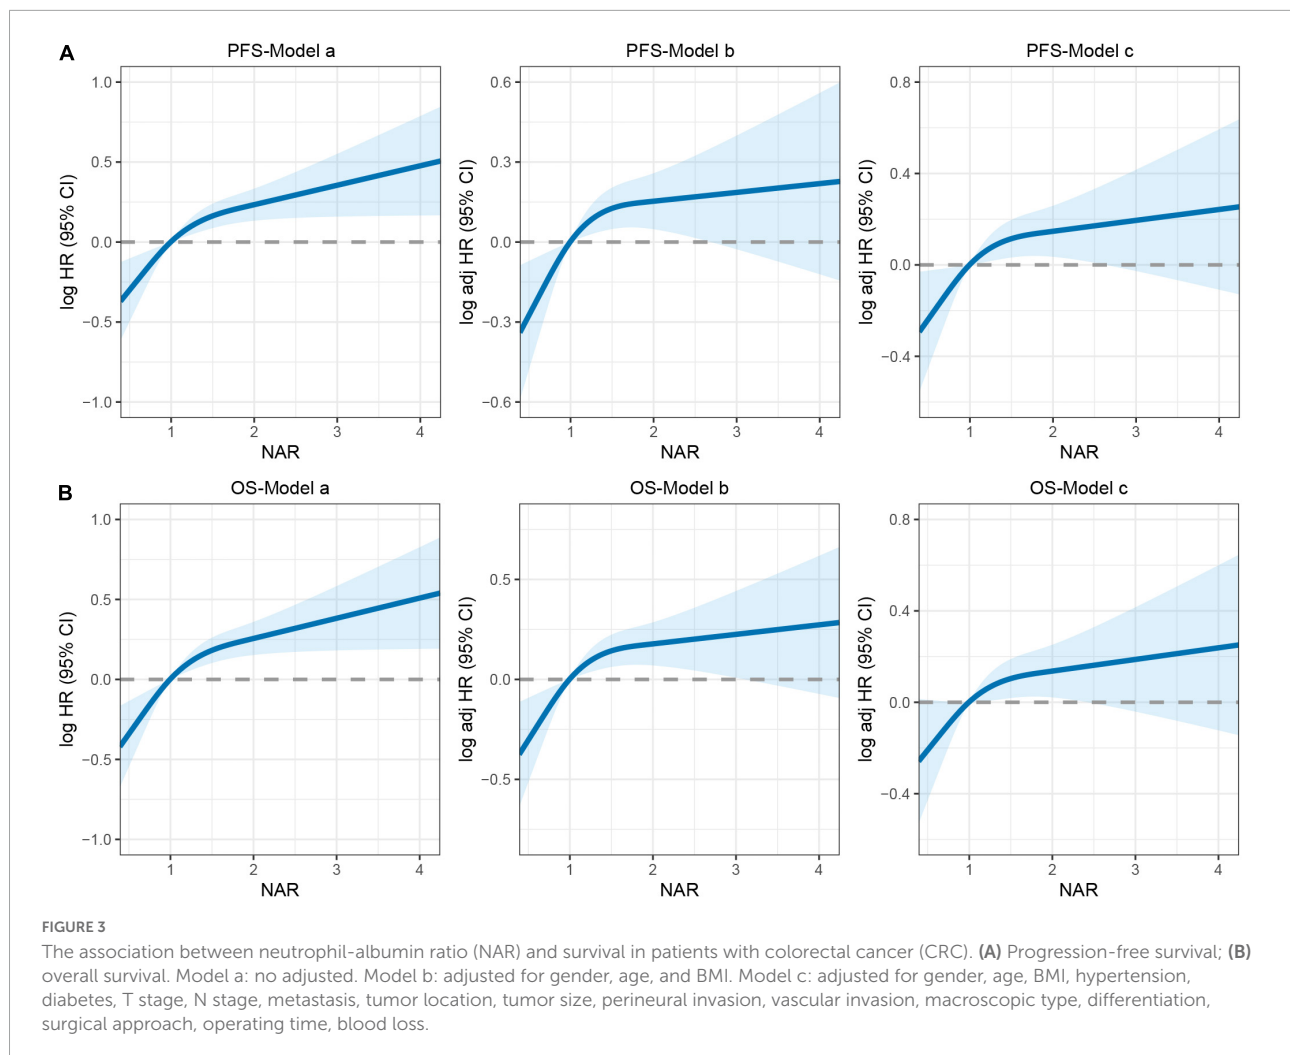 A
PFS-Model a
PFS-Model b
PFS-Model c
log HR (95% CI)
1.0
0.5
0.0
−0.5
−1.0
1 2 3 4
NAR
log adj HR (95% CI)
0.6
0.3
0.0
−0.3
−0.6
1 2 3 4
NAR
log adj HR (95% CI)
0.8
0.4
0.0
−0.4
1 2 3 4
NAR
B
OS-Model a
OS-Model b
OS-Model c
log HR (95% CI)
1.0
0.5
0.0
−0.5
−1.0
1 2 3 4
NAR
log adj HR (95% CI)
0.5
0.0
−0.5
1 2 3 4
NAR
log adj HR (95% CI)
0.8
0.4
0.0
−0.4
1 2 3 4
NAR
FIGURE 3
The association between neutrophil-albumin ratio (NAR) and survival in patients with colorectal cancer (CRC). (A) Progression-free survival; (B)
overall survival. Model a: no adjusted. Model b: adjusted for gender, age, and BMI. Model c: adjusted for gender, age, BMI, hypertension,
diabetes, T stage, N stage, metastasis, tumor location, tumor size, perineural invasion, vascular invasion, macroscopic type, differentiation,
surgical approach, operating time, blood loss.